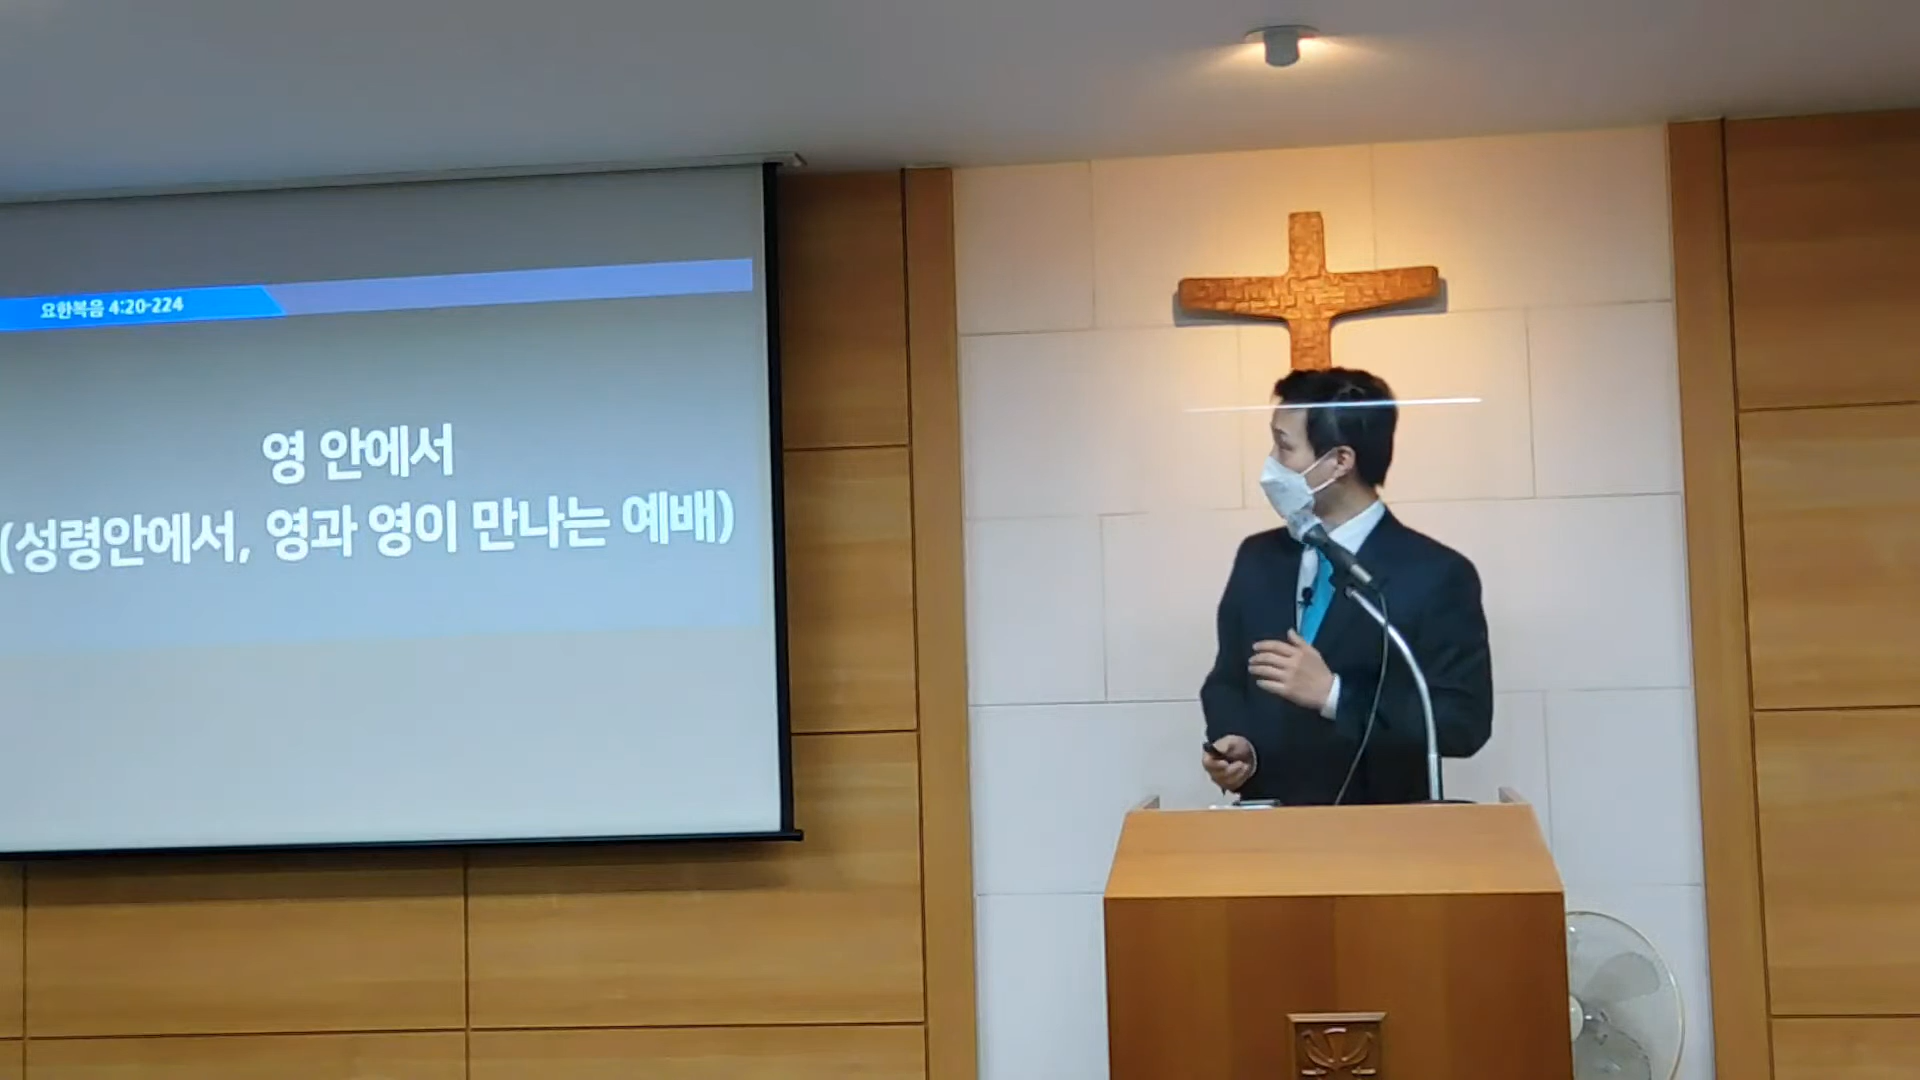 요한복음 4:20-224
영 안에서
(성령안에서, 영과 영이 만나는 예배)